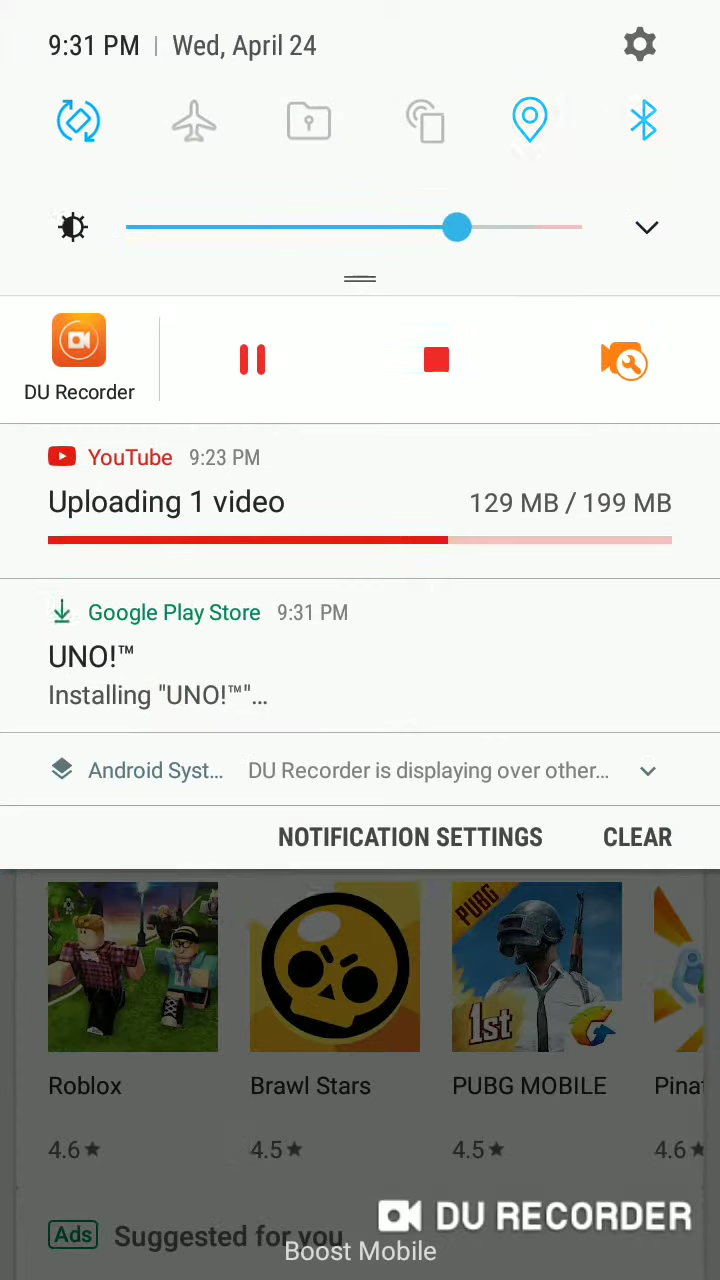 9:31 PM | Wed, April 24
DU Recorder
YouTube 9:23 PM
Uploading 1 video 129 MB / 199 MB
Google Play Store 9:31 PM
UNO!™
Installing "UNO!™"...
Android Syst... DU Recorder is displaying over other...
NOTIFICATION SETTINGS CLEAR
PUBG
1st
Roblox Brawl Stars PUBG MOBILE Pinat
4.6★ 4.5★ 4.5★ 4.6★
DU RECORDER
Ads Suggested for you
Boost Mobile